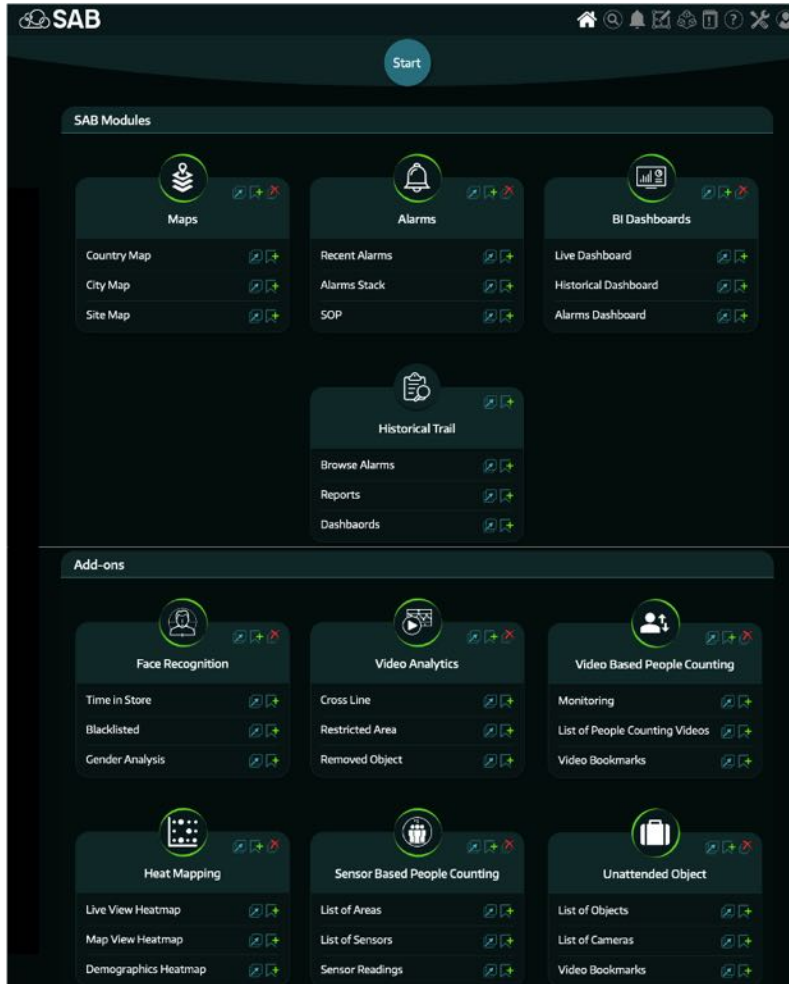 SAB
Start
SAB Modules
Maps
Country Map
City Map
Site Map
Alarms
Recent Alarms
Alarms Stack
SOP
BI Dashboards
Live Dashboard
Historical Dashboard
Alarms Dashboard
Historical Trail
Browse Alarms
Reports
Dashbaords
Add-ons
Face Recognition
Time in Store
Blacklisted
Gender Analysis
Video Analytics
Cross Line
Restricted Area
Removed Object
Video Based People Counting
Monitoring
List of People Counting Videos
Video Bookmarks
Heat Mapping
Live View Heatmap
Map View Heatmap
Demographics Heatmap
Sensor Based People Counting
List of Areas
List of Sensors
Sensor Readings
Unattended Object
List of Objects
List of Cameras
Video Bookmarks